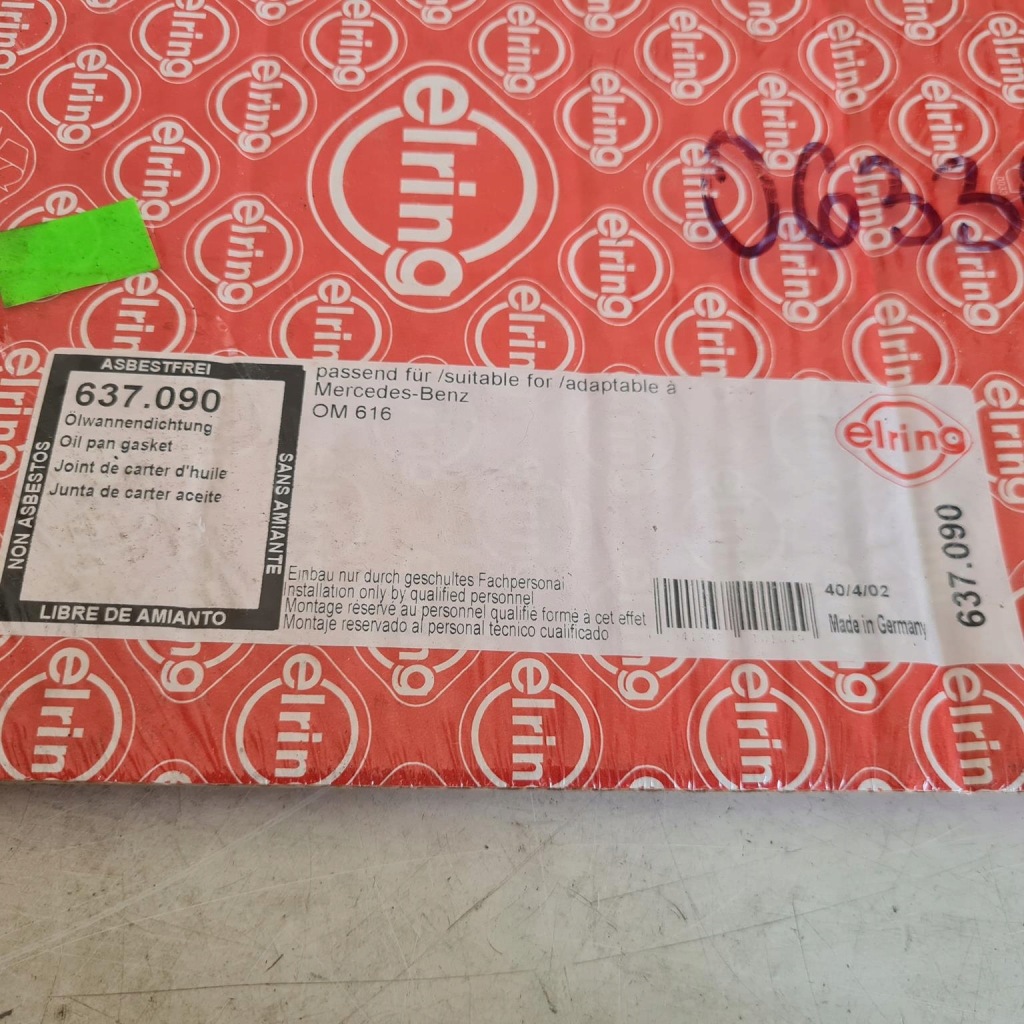 elring
0633
ASBESTFREI
637.090
Ölwannendichtung
Oil pan gasket
Joint de carter d'huile
Junta de carter aceite
NON ASBESTOS
SANS AMIANTE
LIBRE DE AMIANTO
passend für /suitable for /adaptable à
Mercedes-Benz
OM 616
Einbau nur durch geschultes Fachpersonal
Installation only by qualified personnel
Montage réservé au personnel qualifié formé à cet effet
Montaje reservado al personal técnico cualificado
40/4/02
Made in Germany
elring
637.090